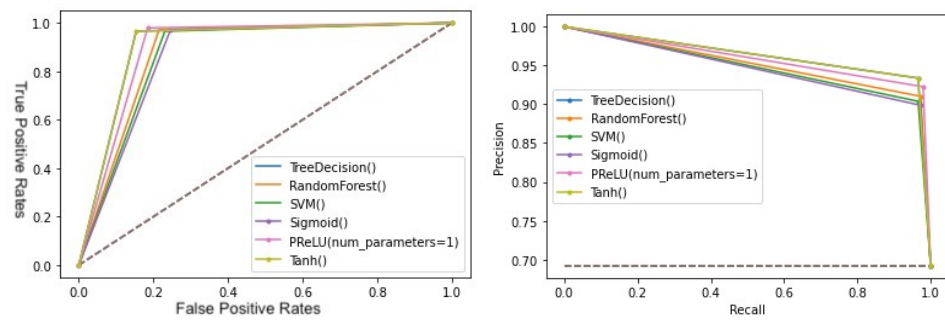 True Positive Rates
1.0
0.8
0.6
0.4
0.2
0.0
TreeDecision()
RandomForest()
SVM()
Sigmoid()
PReLU(num_parameters=1)
Tanh()
0.0 0.2 0.4 0.6 0.8 1.0
False Positive Rates
Precision
1.00
0.95
0.90
0.85
0.80
0.75
0.70
TreeDecision()
RandomForest()
SVM()
Sigmoid()
PReLU(num_parameters=1)
Tanh()
0.0 0.2 0.4 0.6 0.8 1.0
Recall